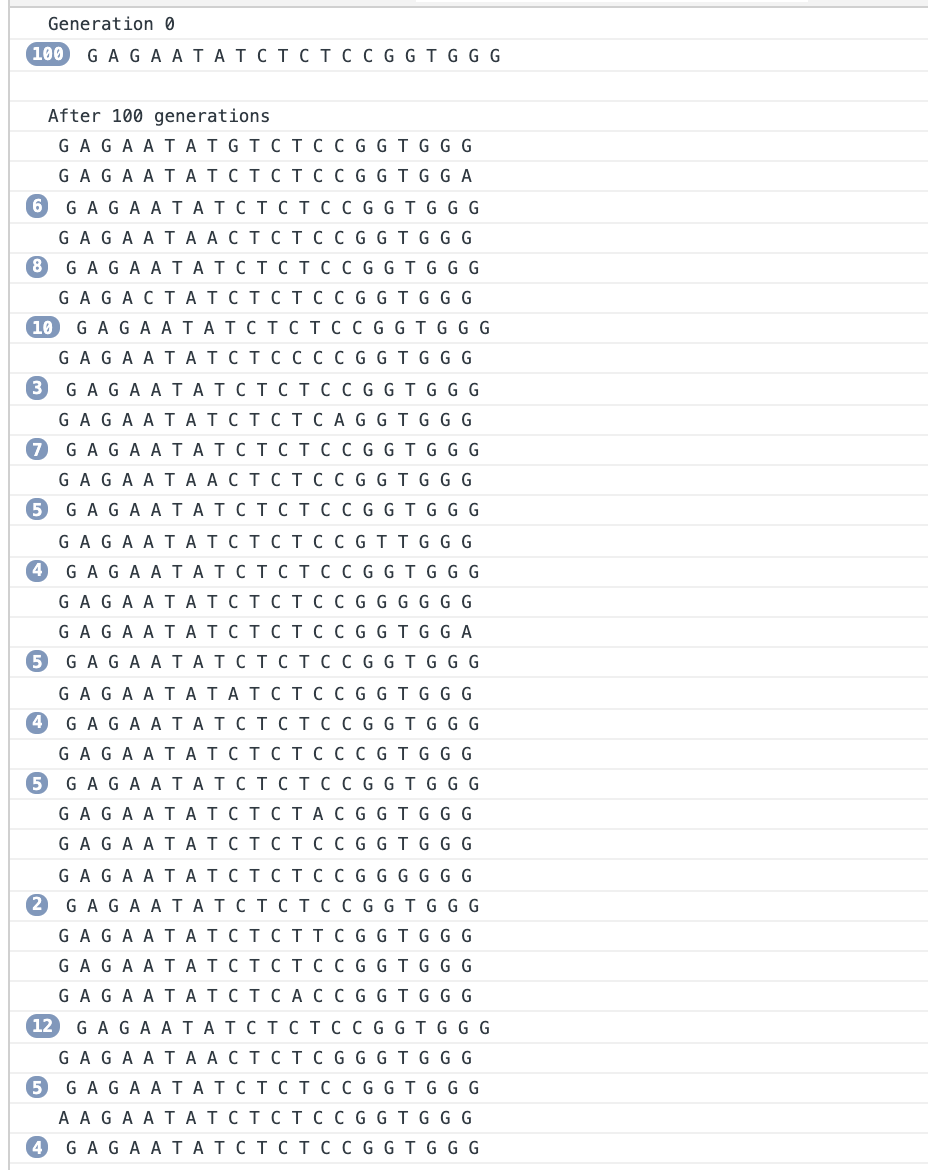 Generation 0
100 G A G A A T A T C T C T C C G G T G G G
After 100 generations
G A G A A T A T G T C T C C G G T G G G
G A G A A T A T C T C T C C G G T G G A
6 G A G A A T A T C T C T C C G G T G G G
G A G A A T A A C T C T C C G G T G G G
8 G A G A A T A T C T C T C C G G T G G G
G A G A C T A T C T C T C C G G T G G G
10 G A G A A T A T C T C T C C G G T G G G
G A G A A T A T C T C C C C G G T G G G
3 G A G A A T A T C T C T C C G G T G G G
G A G A A T A T C T C T C A G G T G G G
7 G A G A A T A T C T C T C C G G T G G G
G A G A A T A A C T C T C C G G T G G G
5 G A G A A T A T C T C T C C G G T G G G
G A G A A T A T C T C T C C G T T G G G
4 G A G A A T A T C T C T C C G G T G G G
G A G A A T A T C T C T C C G G G G G G
G A G A A T A T C T C T C C G G T G G A
5 G A G A A T A T C T C T C C G G T G G G
G A G A A T A T A T C T C C G G T G G G
4 G A G A A T A T C T C T C C G G T G G G
G A G A A T A T C T C T C C C G T G G G
5 G A G A A T A T C T C T C C G G T G G G
G A G A A T A T C T C T A C G G T G G G
G A G A A T A T C T C T C C G G T G G G
G A G A A T A T C T C T C C G G G G G G
2 G A G A A T A T C T C T C C G G T G G G
G A G A A T A T C T C T T C G G T G G G
G A G A A T A T C T C T C C G G T G G G
G A G A A T A T C T C A C C G G T G G G
12 G A G A A T A T C T C T C C G G T G G G
G A G A A T A A C T C T C G G G T G G G
5 G A G A A T A T C T C T C C G G T G G G
A A G A A T A T C T C T C C G G T G G G
4 G A G A A T A T C T C T C C G G T G G G